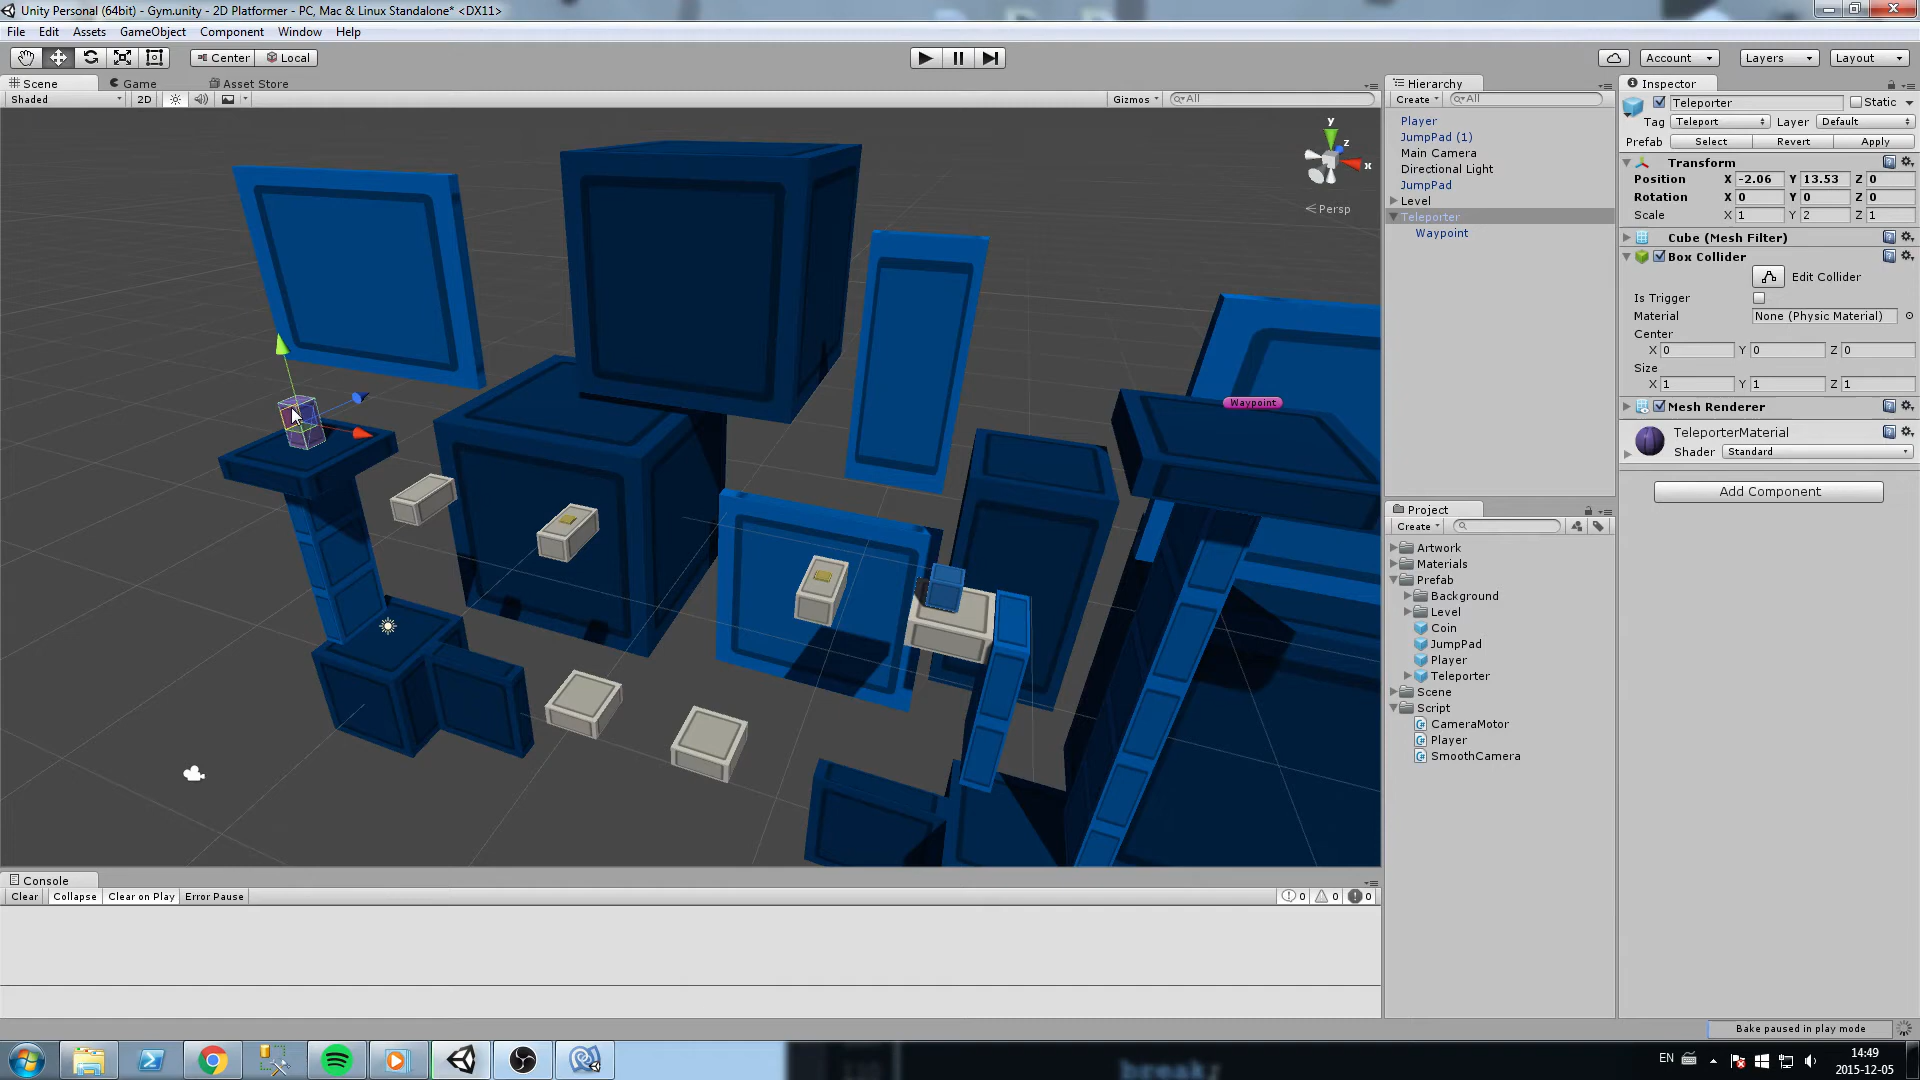 Unity Personal (64bit) - Gym.unity - 2D Platformer - PC, Mac & Linux Standalone* <DX11>
File Edit Assets GameObject Component Window Help
Center Local Account Layers Layout
Scene Game Asset Store
Shaded 2D Gizmos All
y
z
x
Persp
Waypoint
Hierarchy
Create All
Player
JumpPad (1)
Main Camera
Directional Light
JumpPad
Level
Teleporter
Waypoint
Project
Create
Artwork
Materials
Prefab
Background
Level
Coin
JumpPad
Player
Teleporter
Scene
Script
CameraMotor
Player
SmoothCamera
Inspector
Teleporter Static
Tag Teleport Layer Default
Prefab Select Revert Apply
Transform
Position X -2.06 Y 13.53 Z 0
Rotation X 0 Y 0 Z 0
Scale X 1 Y 2 Z 1
Cube (Mesh Filter)
Box Collider
Edit Collider
Is Trigger
Material None (Physic Material)
Center
X 0 Y 0 Z 0
Size
X 1 Y 1 Z 1
Mesh Renderer
TeleporterMaterial
Shader Standard
Add Component
Console
Clear Collapse Clear on Play Error Pause 0 0 0
Bake paused in play mode
break;
EN
14:49
2015-12-05